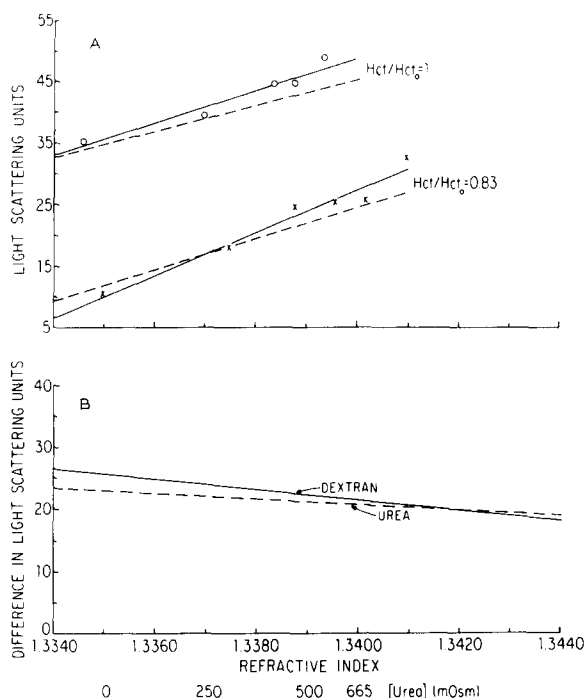 A
55
45
35
25
15
5
LIGHT SCATTERING UNITS
Hct/Hct₀=1
Hct/Hct₀=0.83
B
40
30
20
10
0
DIFFERENCE IN LIGHT SCATTERING UNITS
DEXTRAN
UREA
1.3340 1.3360 1.3380 1.3400 1.3420 1.3440
REFRACTIVE INDEX
0 250 500 665 [Urea] (mOsm)